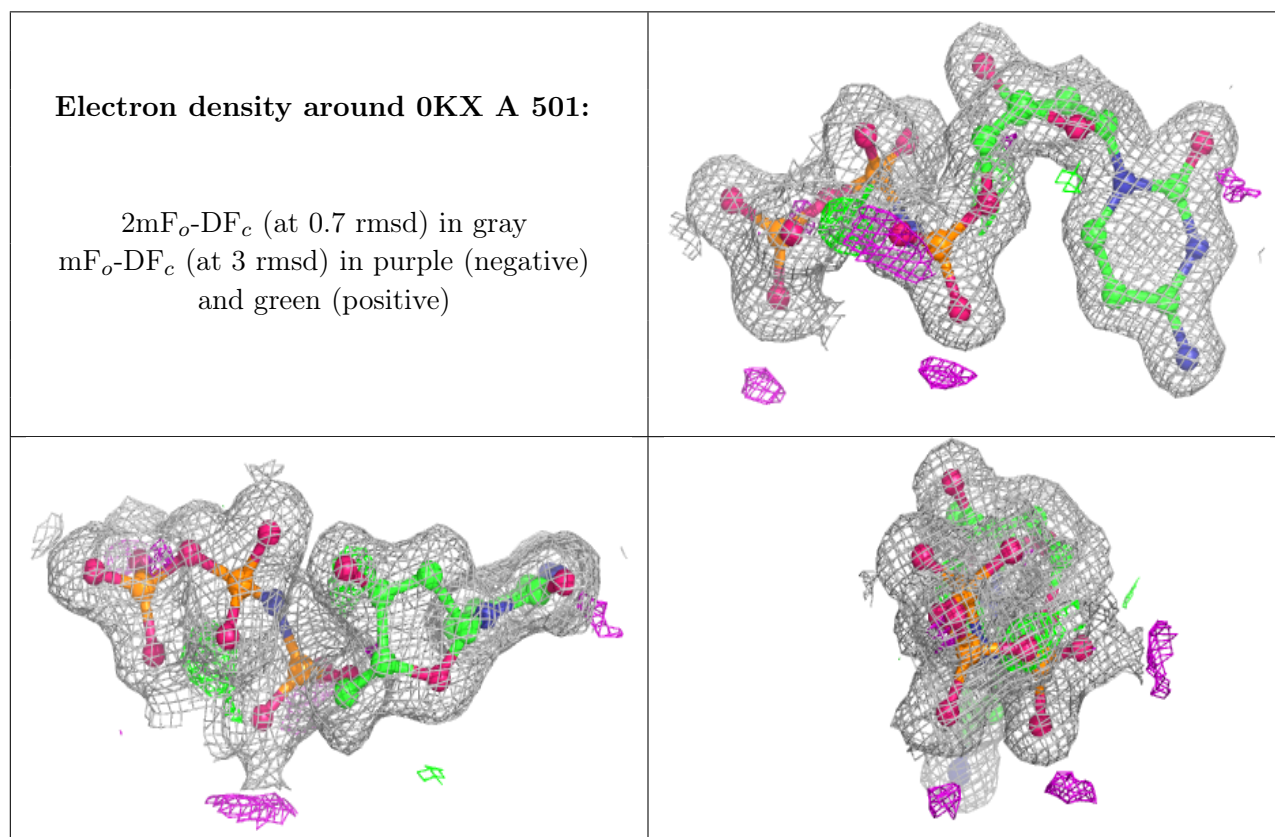 Electron density around 0KX A 501:
2mFo-DFc (at 0.7 rmsd) in gray
mFo-DFc (at 3 rmsd) in purple (negative)
and green (positive)